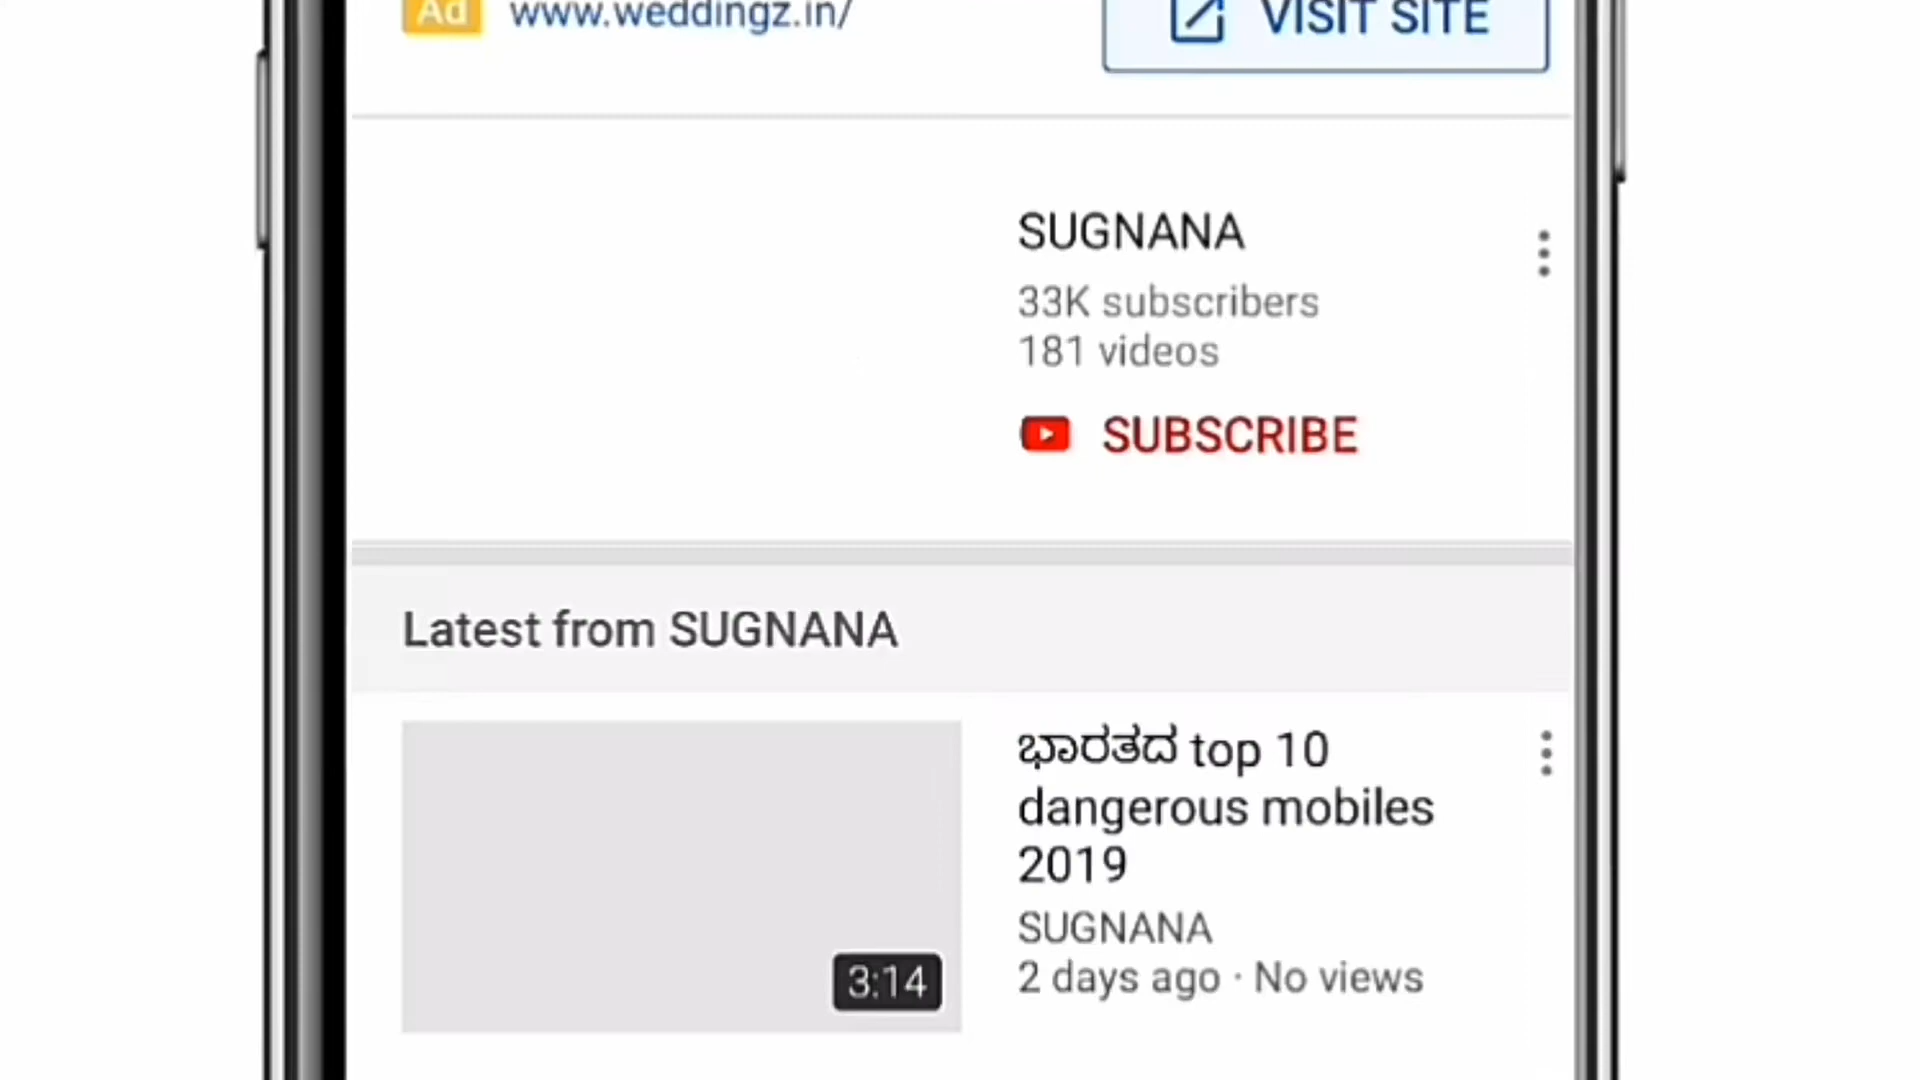 Ad www.weddingz.in/
VISIT SITE
SUGNANA
33K subscribers
181 videos
SUBSCRIBE
Latest from SUGNANA
ಭಾರತದ top 10
dangerous mobiles
2019
SUGNANA
2 days ago · No views
3:14